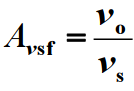 A_vsf = v_o / v_s